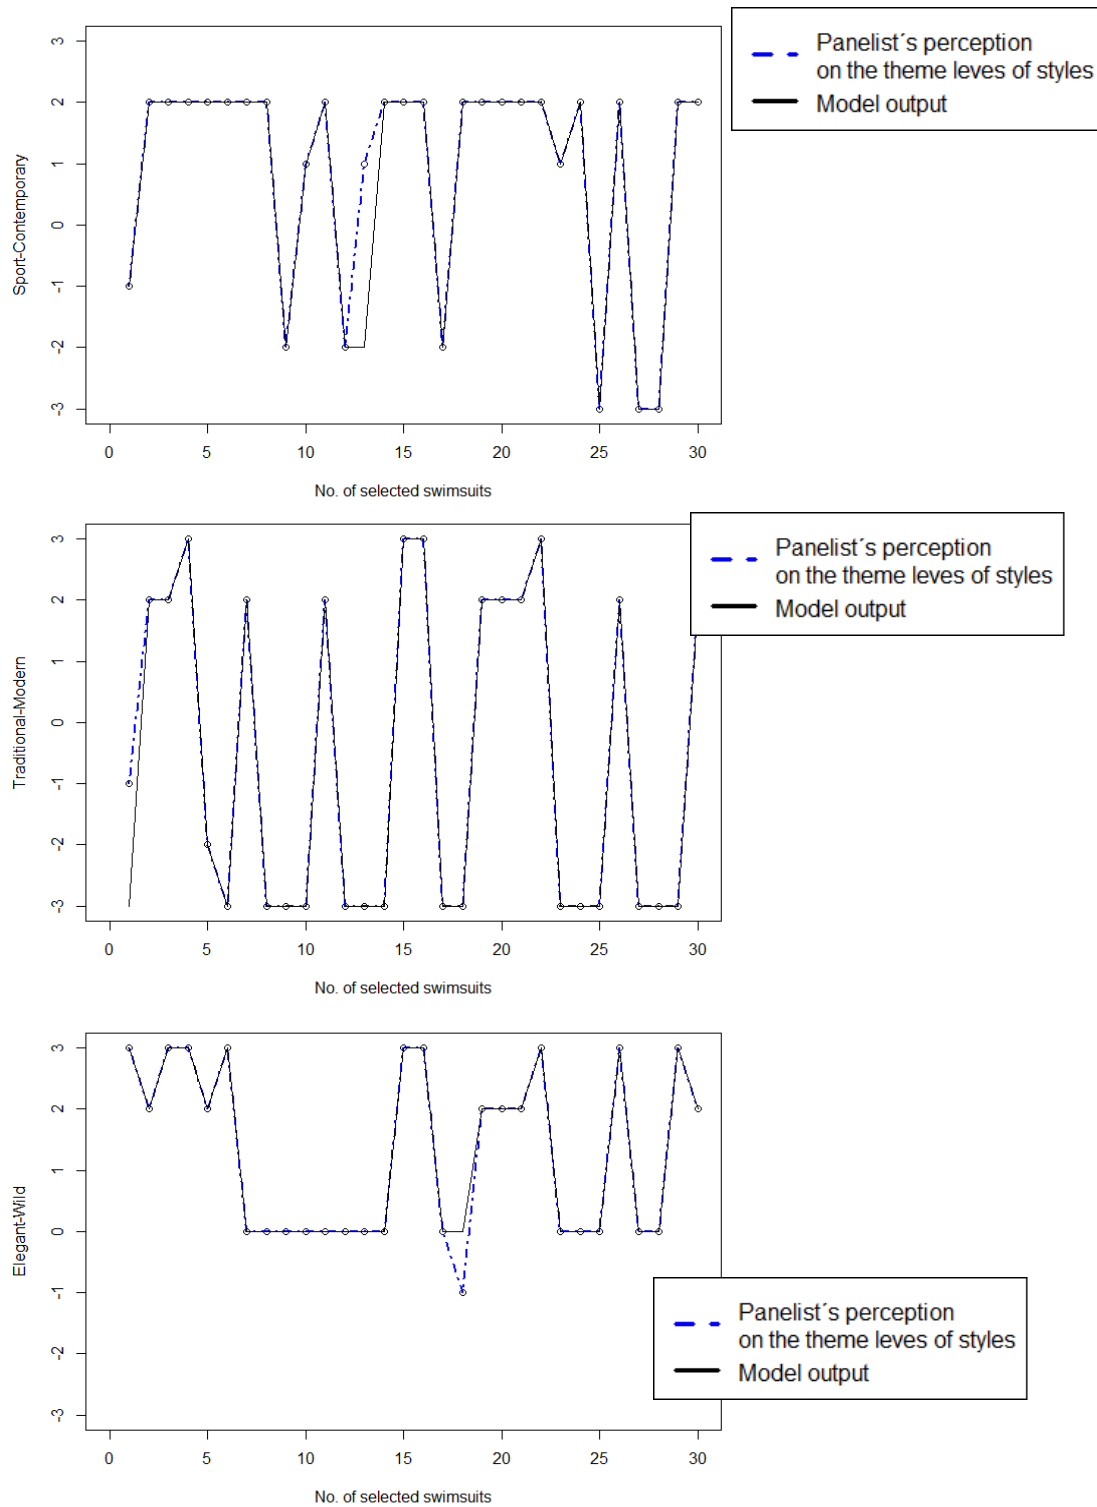 Panelist´s perception
on the theme leves of styles
Model output
3
2
1
0
-1
-2
-3
Sport-Contemporary
0 5 10 15 20 25 30
No. of selected swimsuits
Panelist´s perception
on the theme leves of styles
Model output
3
2
1
0
-1
-2
-3
Traditional-Modern
0 5 10 15 20 25 30
No. of selected swimsuits
3
2
1
0
-1
-2
-3
Elegant-Wild
Panelist´s perception
on the theme leves of styles
Model output
0 5 10 15 20 25 30
No. of selected swimsuits